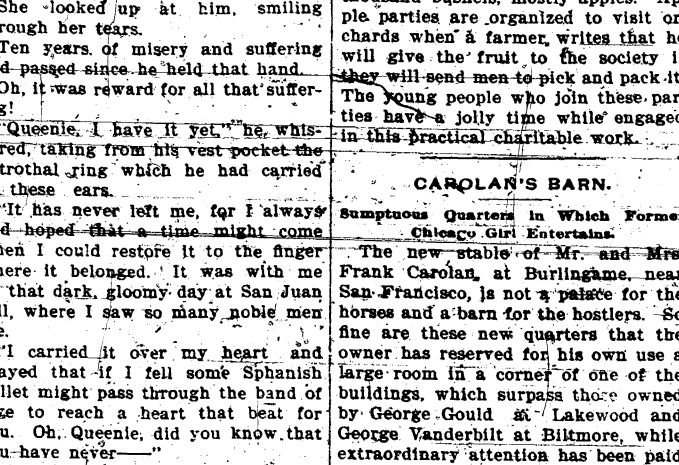 She looked up at him, smiling
rough her tears.
Ten years of misery and suffering
d passed since he held that hand.
Oh, it was reward for all that suffer-
g!
"Queenie, I have it yet," he whis-
red, taking from his vest pocket the
trothal ring which he had carried
these ears.
"It has never left me, for I always
d hoped that a time might come
hen I could restore it to the finger
here it belonged. It was with me
that dark, gloomy day at San Juan
ll, where I saw so many noble men
e.
"I carried it over my heart and
ayed that if I fell some Sphanish
llet might pass through the band of
ge to reach a heart that beat for
u. Oh, Queenie, did you know that
u have never——"
ple parties are organized to visit or
chards when a farmer writes that he
will give the fruit to the society i
they will send men to pick and pack it
The young people who join these par
ties have a jolly time while engaged
in this practical charitable work.
CAROLAN'S BARN.
Sumptuous Quarters in Which Forme
Chicago Girl Entertains.
The new stable of Mr. and Mrs
Frank Carolan, at Burlingame, near
San Francisco, is not a palace for the
horses and a barn for the hostlers. So
fine are these new quarters that the
owner has reserved for his own use a
large room in a corner of one of the
buildings, which surpass those owned
by George Gould at Lakewood and
George Vanderbilt at Biltmore, while
extraordinary attention has been paid